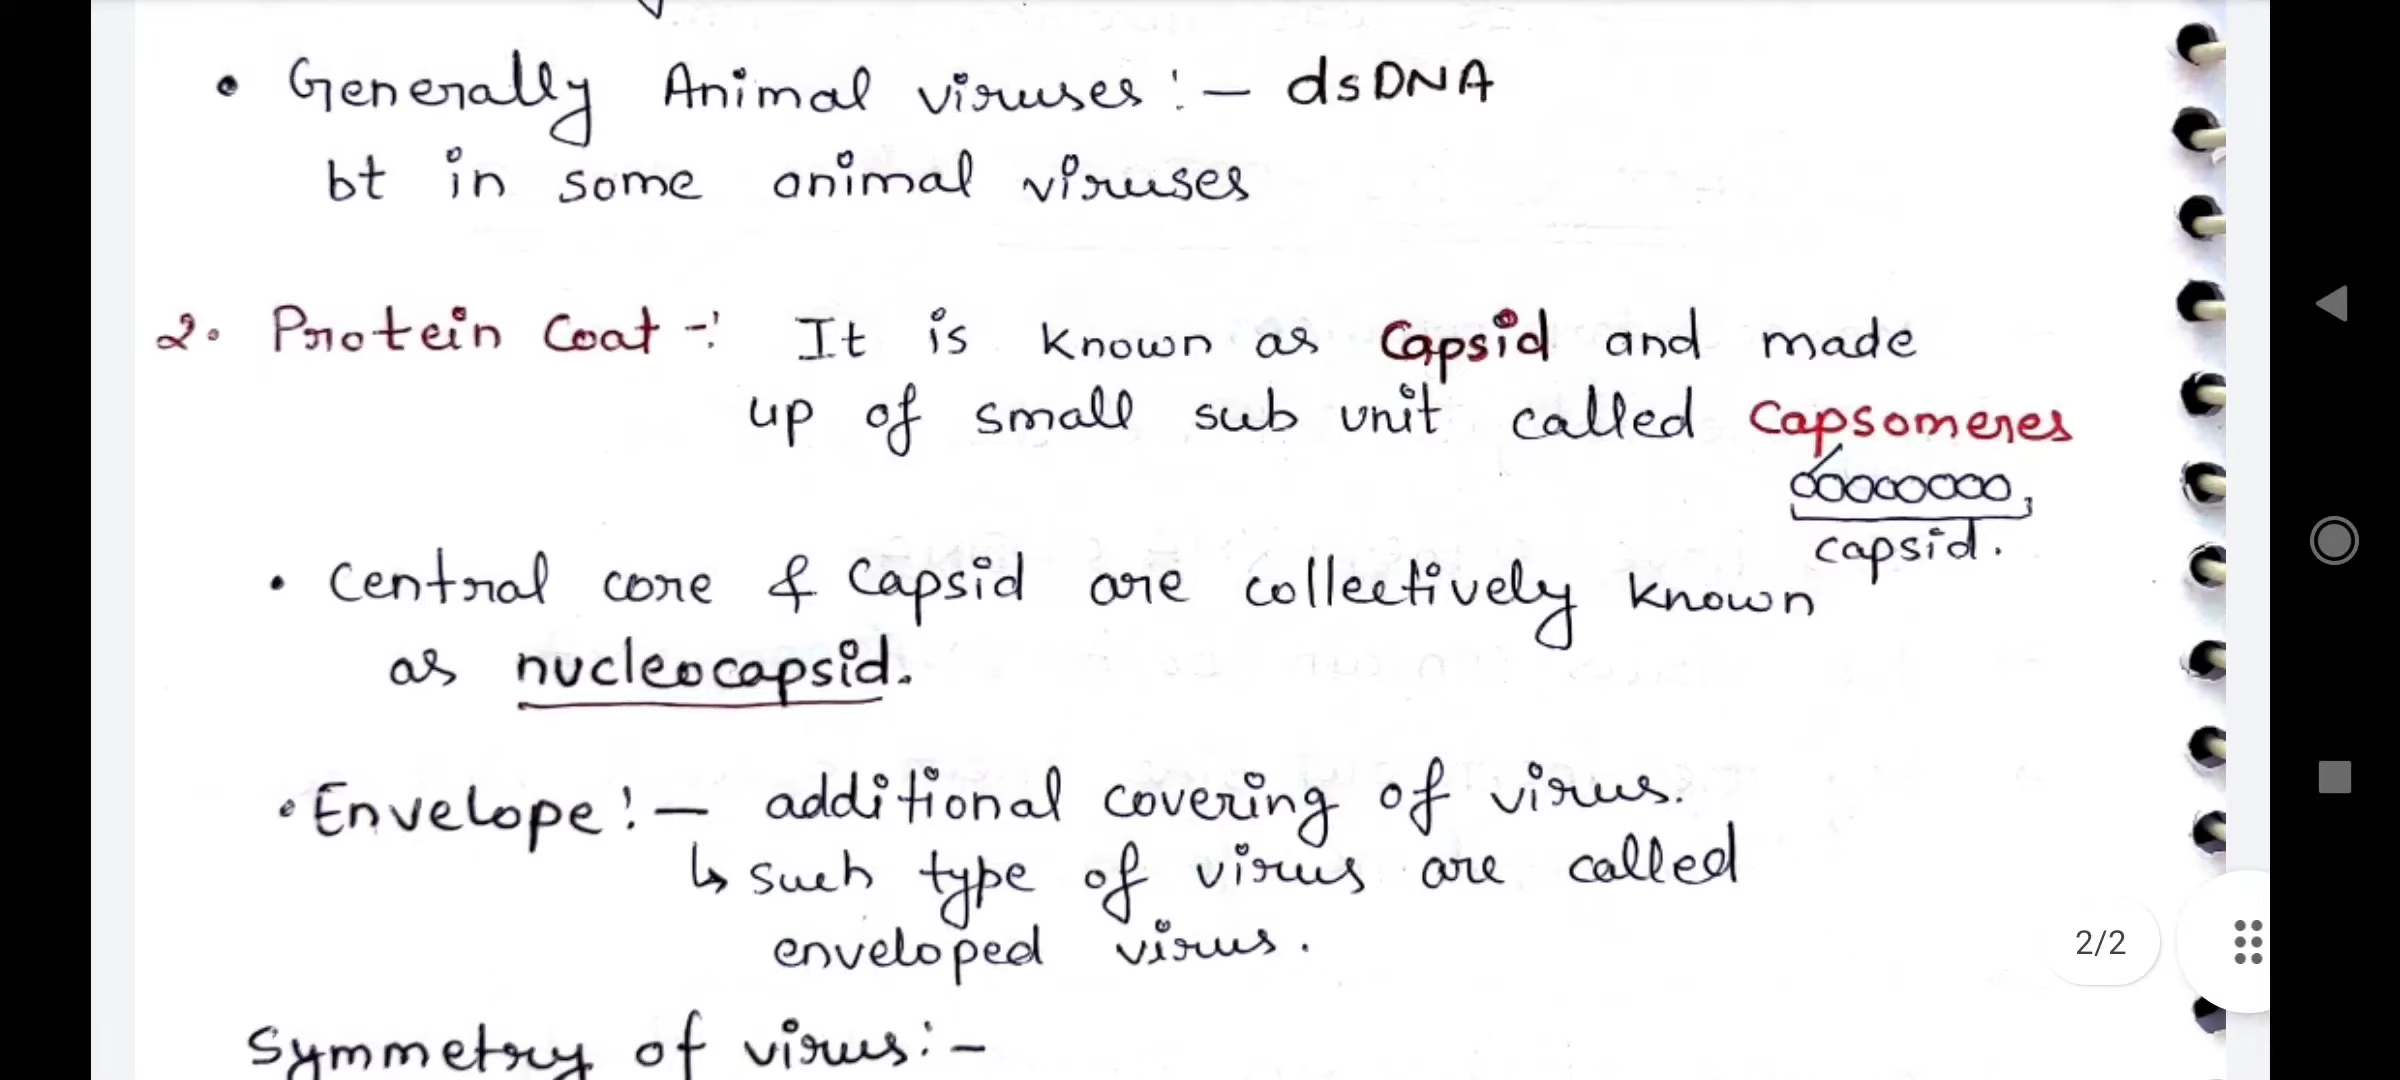 • Generally Animal viruses :- dsDNA
bt in some animal viruses
2. Protein Coat -: It is known as Capsid and made
up of small sub unit called Capsomeres
capsid.
• Central core & Capsid are collectively known
as nucleocapsid.
• Envelope :- additional covering of virus.
↳ such type of virus are called
enveloped virus.
2/2
Symmetry of virus :-